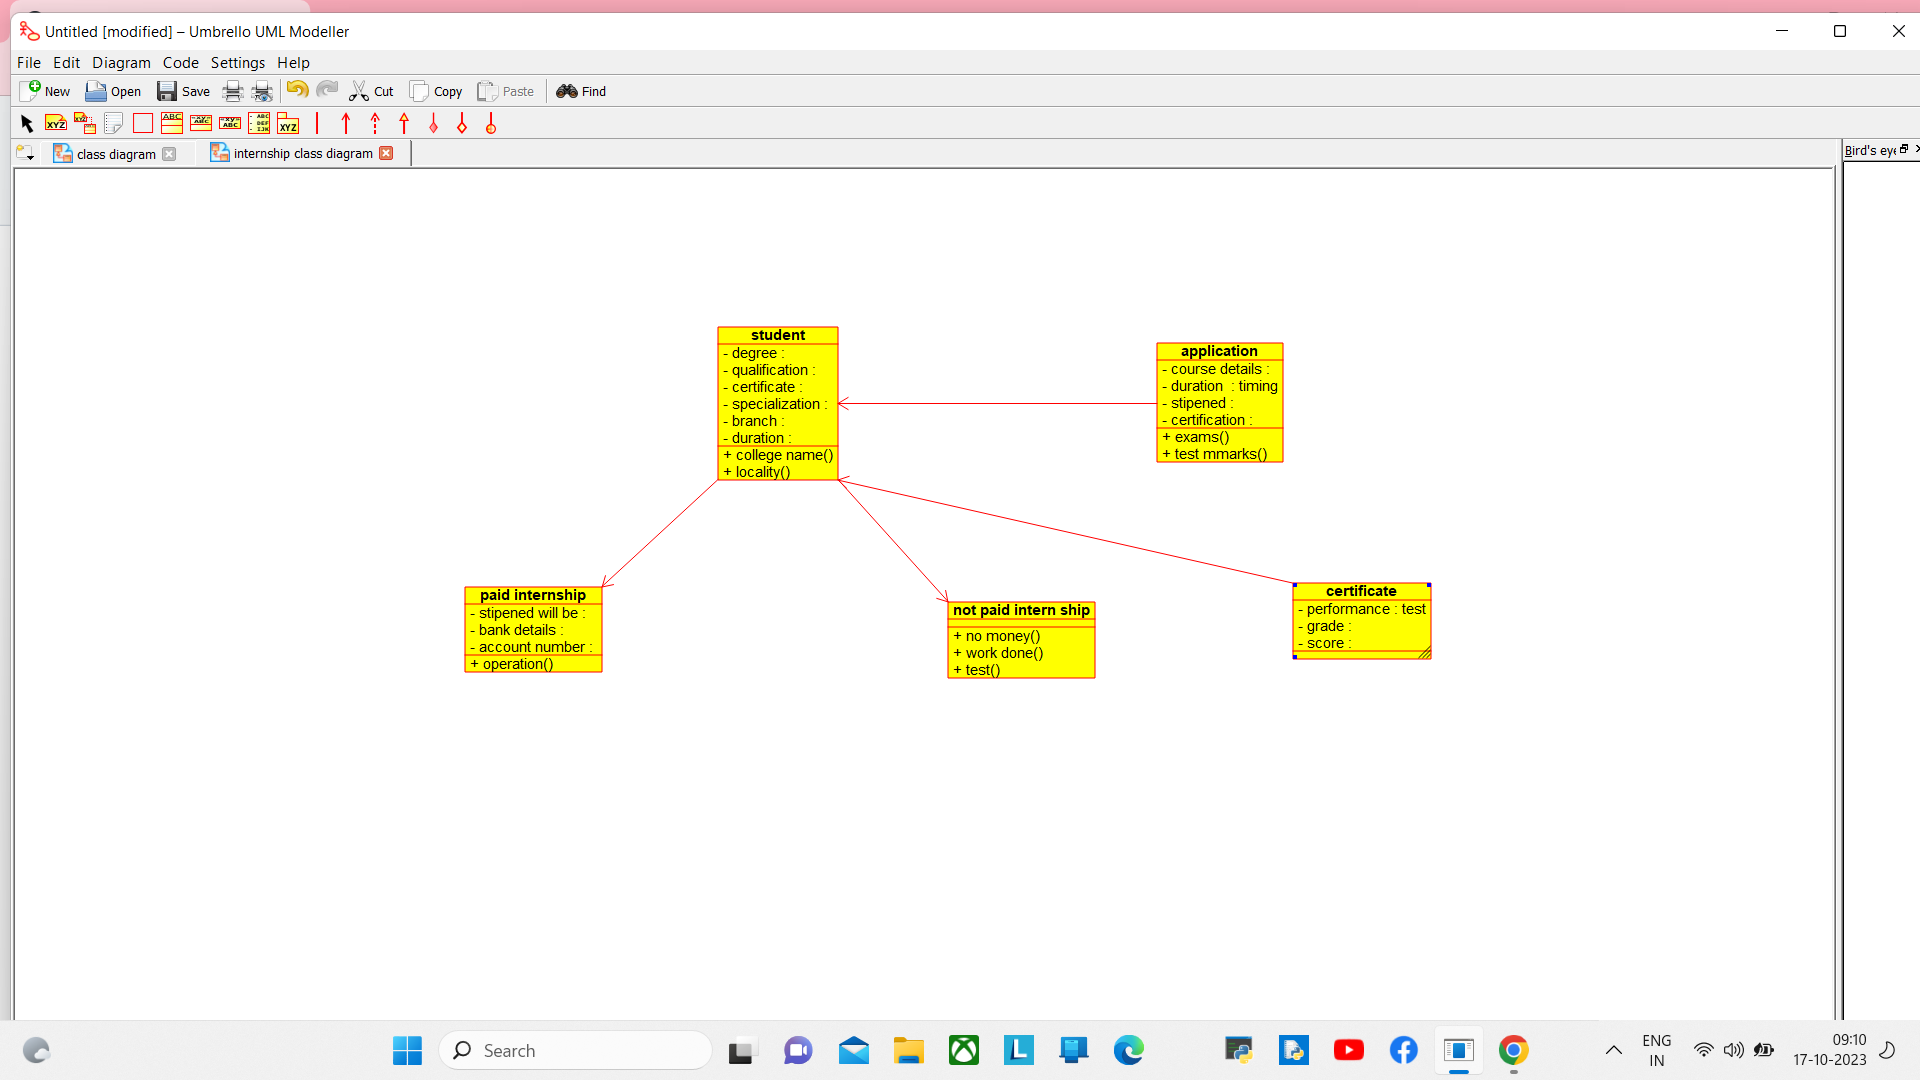 Untitled [modified] – Umbrello UML Modeller
File Edit Diagram Code Settings Help
New Open Save Cut Copy Paste Find
class diagram internship class diagram
Bird's eye
student
- degree :
- qualification :
- certificate :
- specialization :
- branch :
- duration :
+ college name()
+ locality()
application
- course details :
- duration : timing
- stipened :
- certification :
+ exams()
+ test mmarks()
paid internship
- stipened will be :
- bank details :
- account number :
+ operation()
not paid intern ship
+ no money()
+ work done()
+ test()
certificate
- performance : test
- grade :
- score :
Search
ENG
IN
09:10
17-10-2023